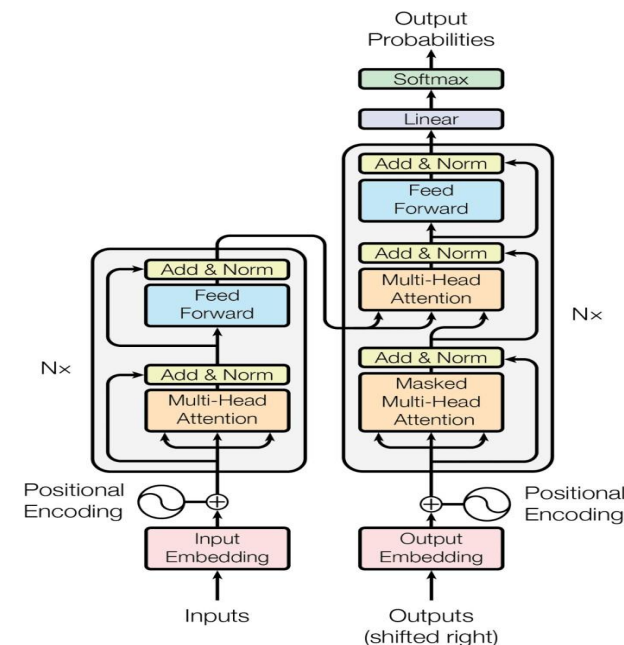 Output
Probabilities
Softmax
Linear
Add & Norm
Feed
Forward
Add & Norm
Multi-Head
Attention
Add & Norm
Masked
Multi-Head
Attention
Nx
Add & Norm
Feed
Forward
Add & Norm
Multi-Head
Attention
Nx
Positional
Encoding
Positional
Encoding
Input
Embedding
Output
Embedding
Inputs
Outputs
(shifted right)